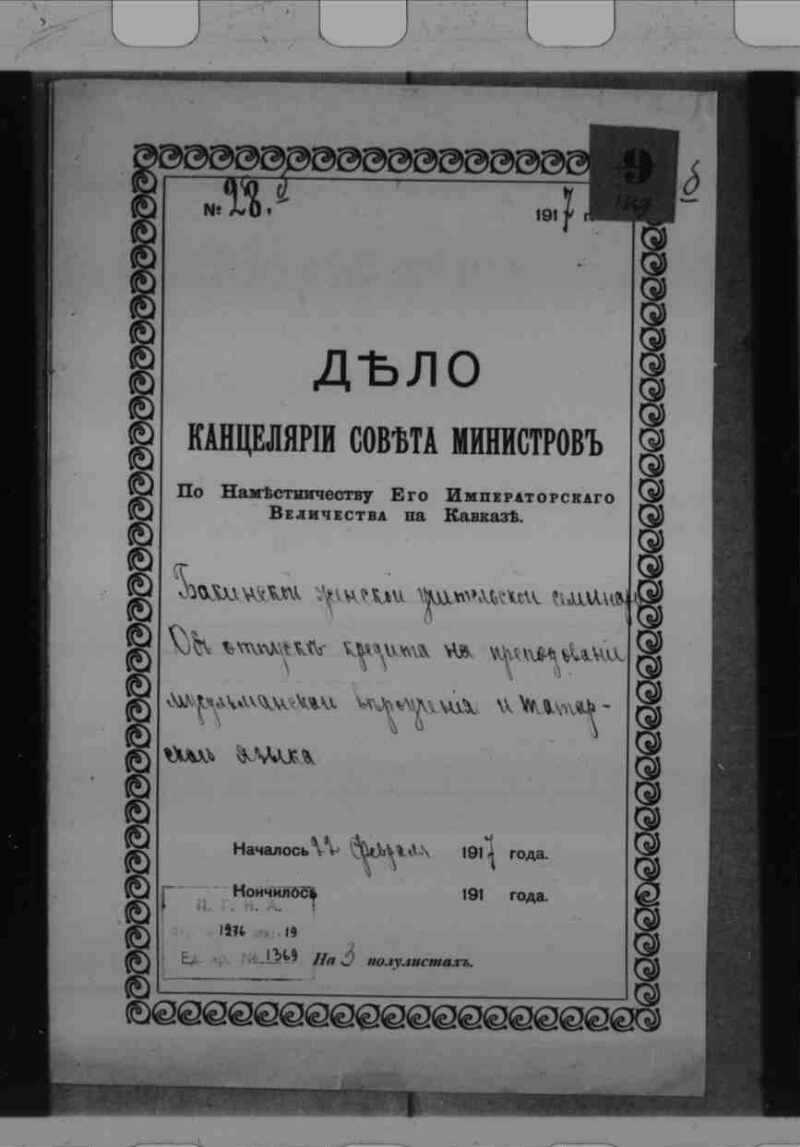 9
1369
б
№ 28.
1917 г.
ДѢЛО
КАНЦЕЛЯРІИ СОВѢТА МИНИСТРОВЪ
По Намѣстничеству Его Императорскаго
Величества на Кавказѣ.
Бакинской женской учительской семинаріи
Объ отпускѣ кредита на преподованіе
мусульманскаго вѣроученія и татар-
скаго языка
Началось 22 февраля 1917 года.
Кончилось 191 года.
Ц. Г. И. А.
1276 19
Ед. хр. № 1369 На 3 полулистахъ.